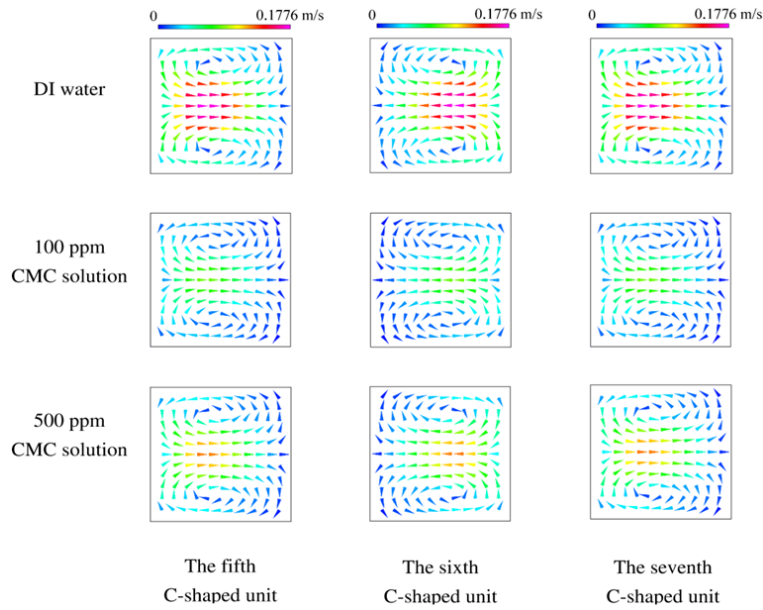 0 0.1776 m/s
0 0.1776 m/s
0 0.1776 m/s
DI water
100 ppm
CMC solution
500 ppm
CMC solution
The fifth
C-shaped unit
The sixth
C-shaped unit
The seventh
C-shaped unit